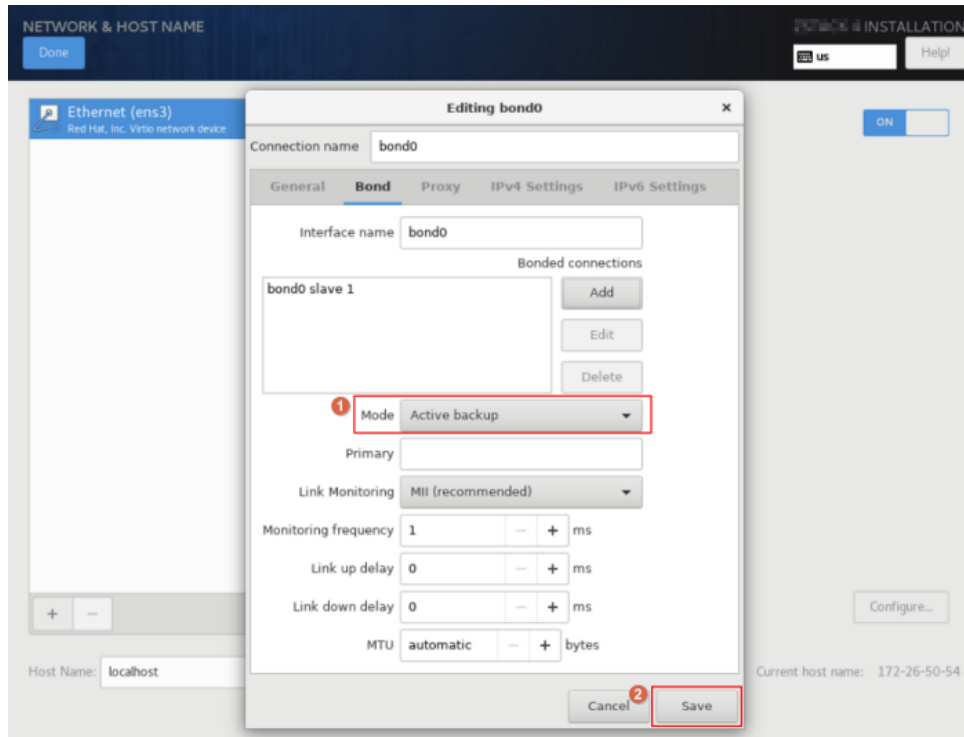 NETWORK & HOST NAME
INSTALLATION
Done
us
Help!
Ethernet (ens3)
Red Hat, Inc. Virtio network device
ON
Editing bond0
Connection name bond0
General Bond Proxy IPv4 Settings IPv6 Settings
Interface name bond0
Bonded connections
bond0 slave 1
Add
Edit
Delete
1
Mode Active backup
Primary
Link Monitoring MII (recommended)
Monitoring frequency 1 ms
Link up delay 0 ms
Link down delay 0 ms
MTU automatic bytes
Configure...
Host Name: localhost
Current host name: 172-26-50-54
Cancel 2 Save